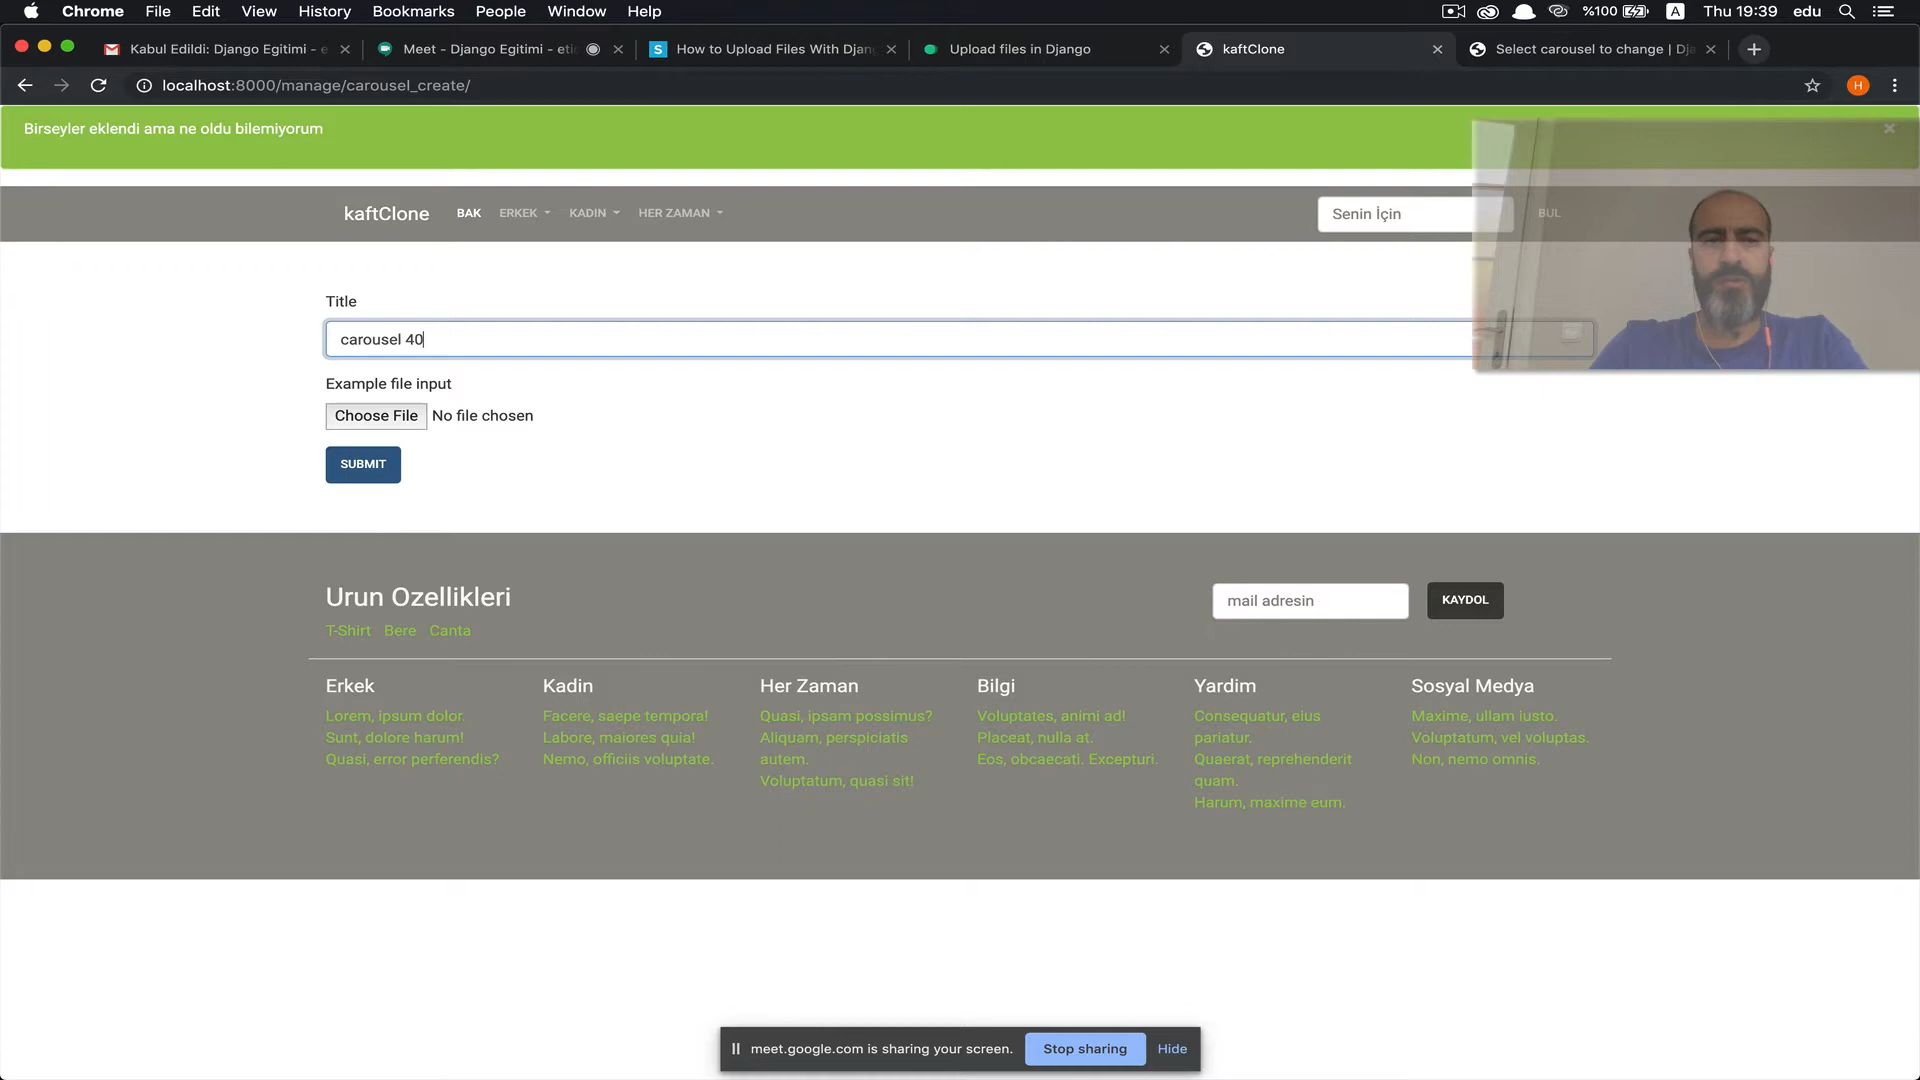 Chrome File Edit View History Bookmarks People Window Help %100 A Thu 19:39 edu
Kabul Edildi: Django Egitimi - e
Meet - Django Egitimi - etic
S How to Upload Files With Djan
Upload files in Django
kaftClone
Select carousel to change | Dj
localhost:8000/manage/carousel_create/ H
Birseyler eklendi ama ne oldu bilemiyorum
kaftClone BAK ERKEK KADIN HER ZAMAN Senin İçin BUL
Title
carousel 40
Example file input
Choose File No file chosen
SUBMIT
Urun Ozellikleri
mail adresin KAYDOL
T-Shirt Bere Canta
Erkek
Lorem, ipsum dolor.
Sunt, dolore harum!
Quasi, error perferendis?
Kadin
Facere, saepe tempora!
Labore, maiores quia!
Nemo, officiis voluptate.
Her Zaman
Quasi, ipsam possimus?
Aliquam, perspiciatis
autem.
Voluptatum, quasi sit!
Bilgi
Voluptates, animi ad!
Placeat, nulla at.
Eos, obcaecati. Excepturi.
Yardim
Consequatur, eius
pariatur.
Quaerat, reprehenderit
quam.
Harum, maxime eum.
Sosyal Medya
Maxime, ullam iusto.
Voluptatum, vel voluptas.
Non, nemo omnis.
meet.google.com is sharing your screen. Stop sharing Hide